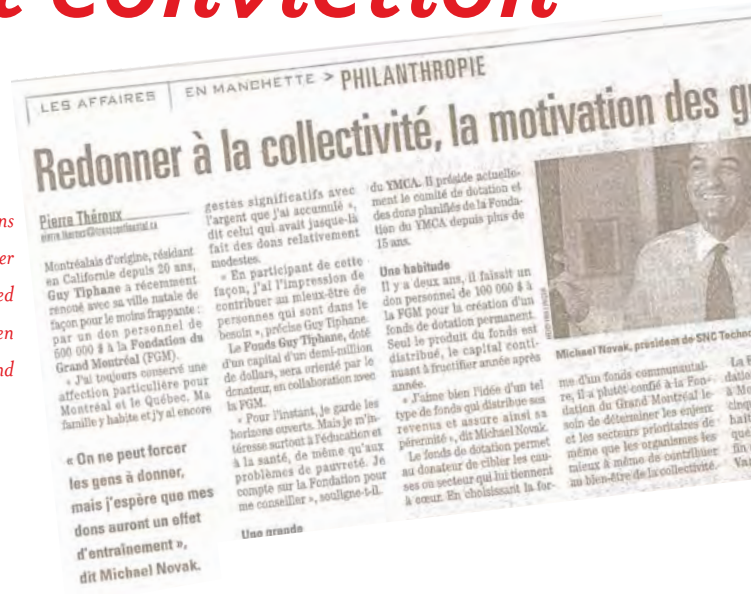 conviction
LES AFFAIRES
EN MANCHETTE > PHILANTHROPIE
Redonner à la collectivité, la motivation des
Pierre Théroux
Montréalais d'origine, résidant
en Californie depuis 20 ans,
Guy Tiphane a récemment
renoué avec sa ville natale de
façon pour le moins frappante :
par un don personnel de
600 000 $ à la Fondation du
Grand Montréal (FGM).
« J'ai toujours conservé une
affection particulière pour
Montréal et le Québec. Ma
famille y habite et j'y ai encore
« On ne peut forcer
les gens à donner,
mais j'espère que mes
dons auront un effet
d'entraînement »,
dit Michael Novak.
gestes significatifs avec
l'argent que j'ai accumulé »,
dit celui qui avait jusque-là
fait des dons relativement
modestes.
« En participant de cette
façon, j'ai l'impression de
contribuer au mieux-être de
personnes qui sont dans le
besoin », précise Guy Tiphane.
Le Fonds Guy Tiphane, doté
d'un capital d'un demi-million
de dollars, sera orienté par le
donateur, en collaboration avec
la FGM.
« Pour l'instant, je garde les
horizons ouverts. Mais je m'in-
téresse surtout à l'éducation et
à la santé, de même qu'aux
problèmes de pauvreté. Je
compte sur la Fondation pour
me conseiller », souligne-t-il.
Une grande
du YMCA. Il préside actuelle-
ment le comité de dotation et
des dons planifiés de la Fonda-
tion du YMCA depuis plus de
15 ans.
Une habitude
Il y a deux ans, il faisait un
don personnel de 100 000 $ à
la FGM pour la création d'un
fonds de dotation permanent.
Seul le produit du fonds est
distribué, le capital conti-
nuant à fructifier année après
année.
« J'aime bien l'idée d'un tel
type de fonds qui distribue ses
revenus et assure ainsi sa
pérennité », dit Michael Novak.
Le fonds de dotation permet
au donateur de cibler les cau-
ses ou secteur qui lui tiennent
à cœur. En choisissant la for-
Michael Novak, président de SNC
me d'un fonds communautai-
re, il a plutôt confié à la Fon-
dation du Grand Montréal le
soin de déterminer les enjeux
et les secteurs prioritaires de
même que les organismes les
mieux à même de contribuer
au bien-être de la collectivité.